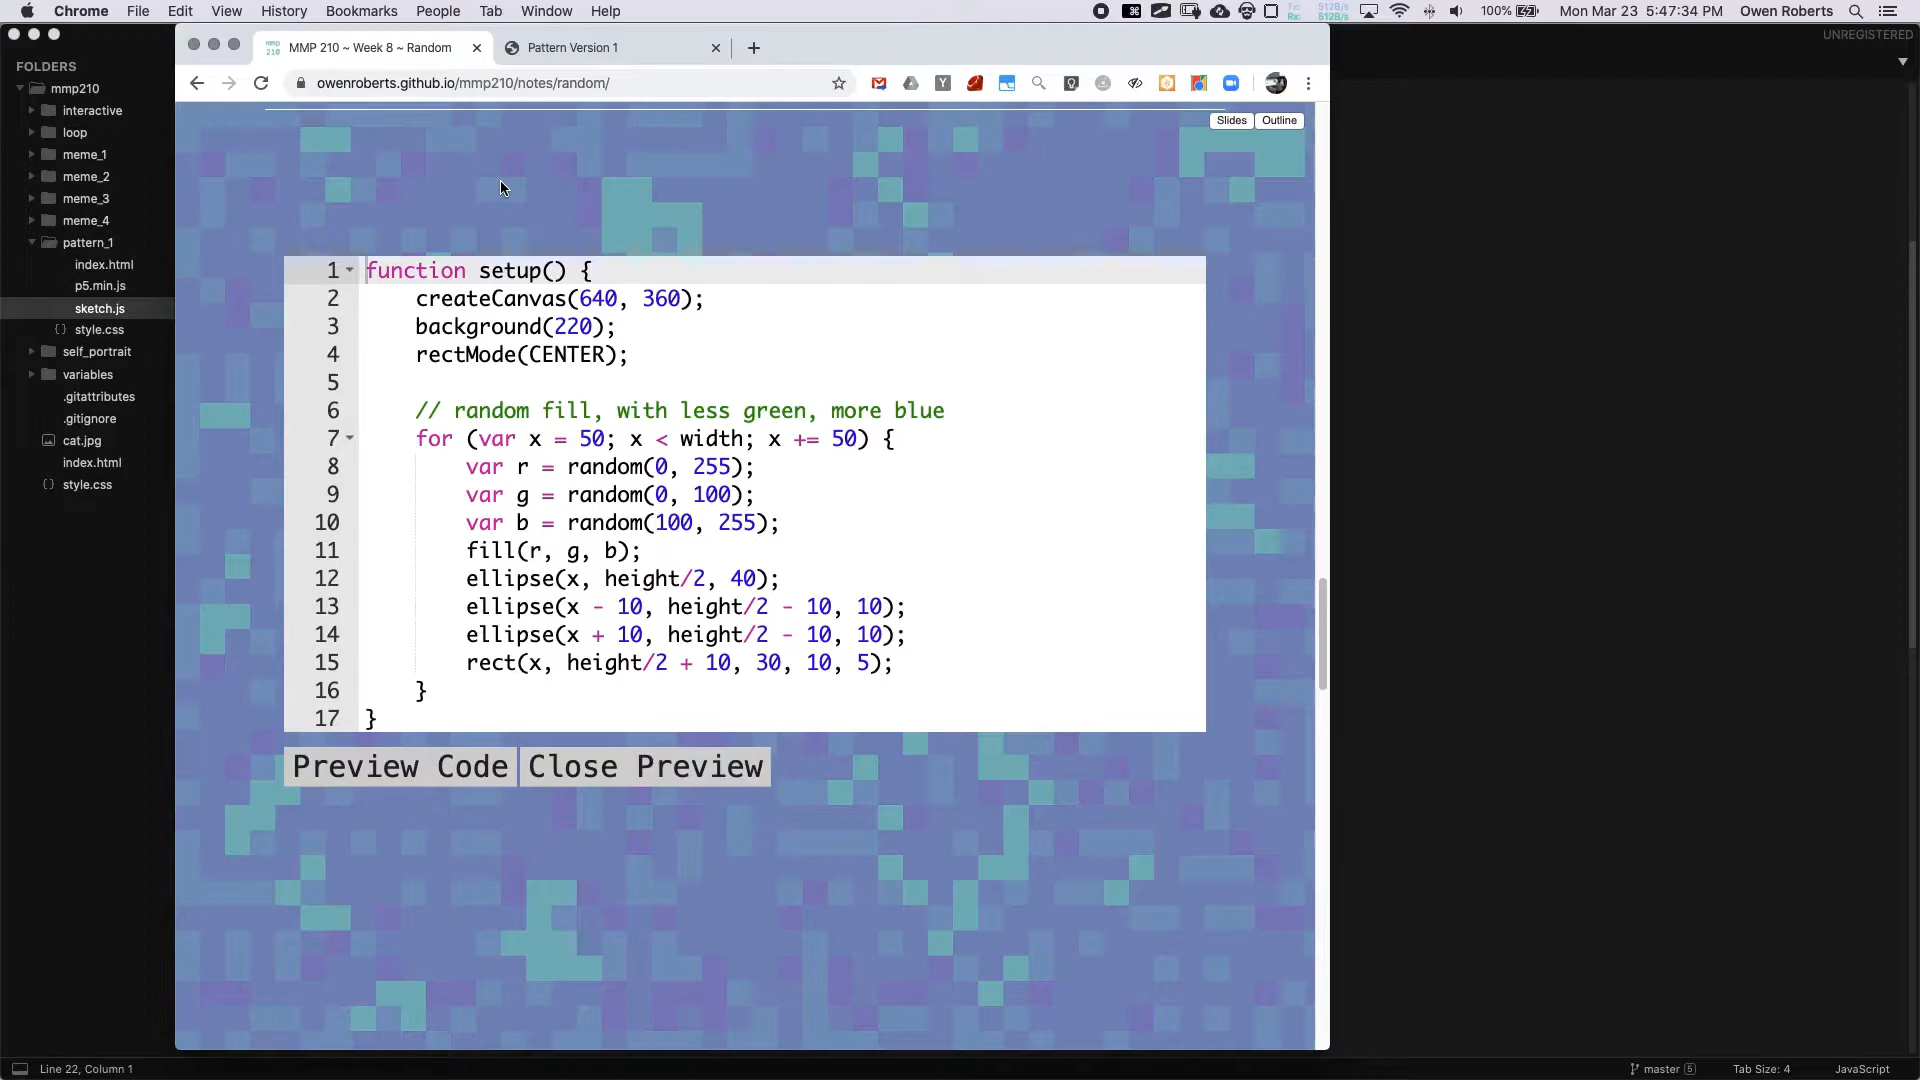 Chrome File Edit View History Bookmarks People Tab Window Help
Tx: 512B/s
Rx: 512B/s
100% Mon Mar 23 5:47:34 PM Owen Roberts
UNREGISTERED
FOLDERS
mmp210
interactive
loop
meme_1
meme_2
meme_3
meme_4
pattern_1
index.html
p5.min.js
sketch.js
style.css
self_portrait
variables
.gitattributes
.gitignore
cat.jpg
index.html
style.css
mmp 210 MMP 210 ~ Week 8 ~ Random
Pattern Version 1
owenroberts.github.io/mmp210/notes/random/
Slides Outline
1 function setup() {
2 createCanvas(640, 360);
3 background(220);
4 rectMode(CENTER);
5
6 // random fill, with less green, more blue
7 for (var x = 50; x < width; x += 50) {
8 var r = random(0, 255);
9 var g = random(0, 100);
10 var b = random(100, 255);
11 fill(r, g, b);
12 ellipse(x, height/2, 40);
13 ellipse(x - 10, height/2 - 10, 10);
14 ellipse(x + 10, height/2 - 10, 10);
15 rect(x, height/2 + 10, 30, 10, 5);
16 }
17 }
Preview Code Close Preview
Line 22, Column 1
master 5 Tab Size: 4 JavaScript